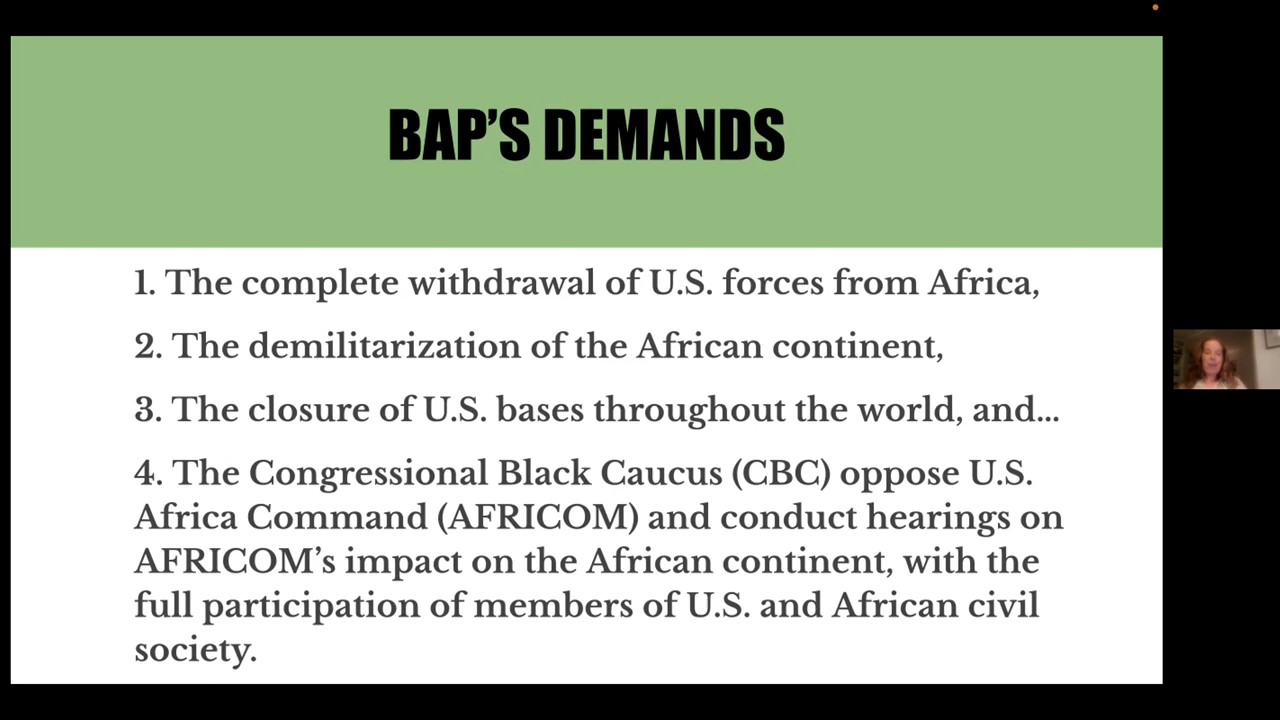 BAP’S DEMANDS
1. The complete withdrawal of U.S. forces from Africa,
2. The demilitarization of the African continent,
3. The closure of U.S. bases throughout the world, and...
4. The Congressional Black Caucus (CBC) oppose U.S.
Africa Command (AFRICOM) and conduct hearings on
AFRICOM’s impact on the African continent, with the
full participation of members of U.S. and African civil
society.